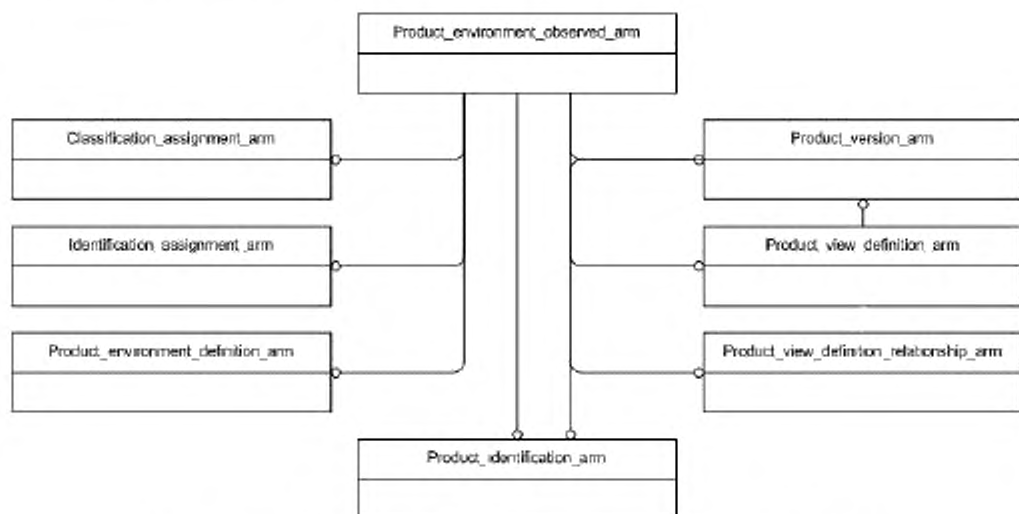 Product_environment_observed_arm
Classification_assignment_arm
Product_version_arm
Identification_assignment_arm
Product_view_definition_arm
Product_environment_definition_arm
Product_view_definition_relationship_arm
Product_identification_arm